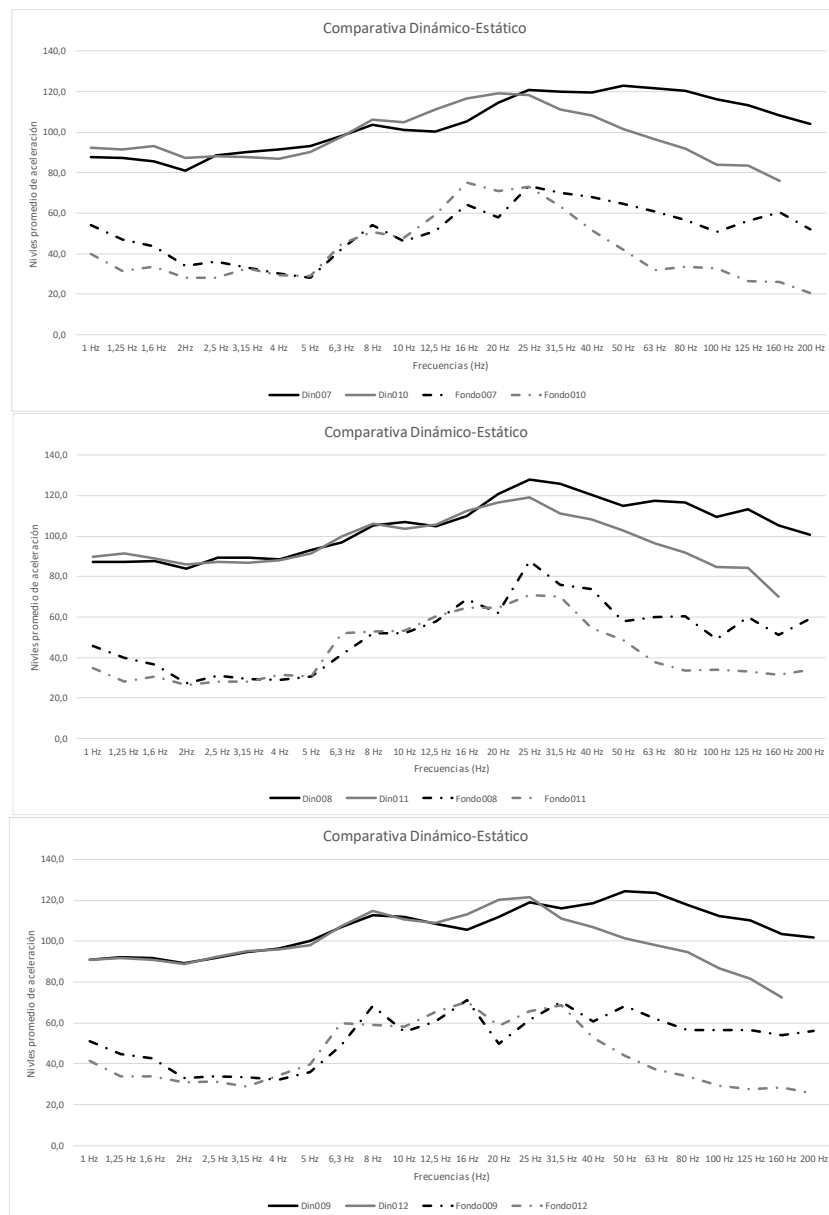 Comparativa Dinámico-Estático
140,0
120,0
100,0
80,0
60,0
40,0
20,0
0,0
Nivles promedio de aceleración
1 Hz 1,25 Hz 1,6 Hz 2Hz 2,5 Hz 3,15 Hz 4 Hz 5 Hz 6,3 Hz 8 Hz 10 Hz 12,5 Hz 16 Hz 20 Hz 25 Hz 31,5 Hz 40 Hz 50 Hz 63 Hz 80 Hz 100 Hz 125 Hz 160 Hz 200 Hz
Frecuencias (Hz)
Din007 Din010 Fondo007 Fondo010
Comparativa Dinámico-Estático
140,0
120,0
100,0
80,0
60,0
40,0
20,0
0,0
Nivles promedio de aceleración
1 Hz 1,25 Hz 1,6 Hz 2Hz 2,5 Hz 3,15 Hz 4 Hz 5 Hz 6,3 Hz 8 Hz 10 Hz 12,5 Hz 16 Hz 20 Hz 25 Hz 31,5 Hz 40 Hz 50 Hz 63 Hz 80 Hz 100 Hz 125 Hz 160 Hz 200 Hz
Frecuencias (Hz)
Din008 Din011 Fondo008 Fondo011
Comparativa Dinámico-Estático
140,0
120,0
100,0
80,0
60,0
40,0
20,0
0,0
Nivles promedio de aceleración
1 Hz 1,25 Hz 1,6 Hz 2Hz 2,5 Hz 3,15 Hz 4 Hz 5 Hz 6,3 Hz 8 Hz 10 Hz 12,5 Hz 16 Hz 20 Hz 25 Hz 31,5 Hz 40 Hz 50 Hz 63 Hz 80 Hz 100 Hz 125 Hz 160 Hz 200 Hz
Frecuencias (Hz)
Din009 Din012 Fondo009 Fondo012